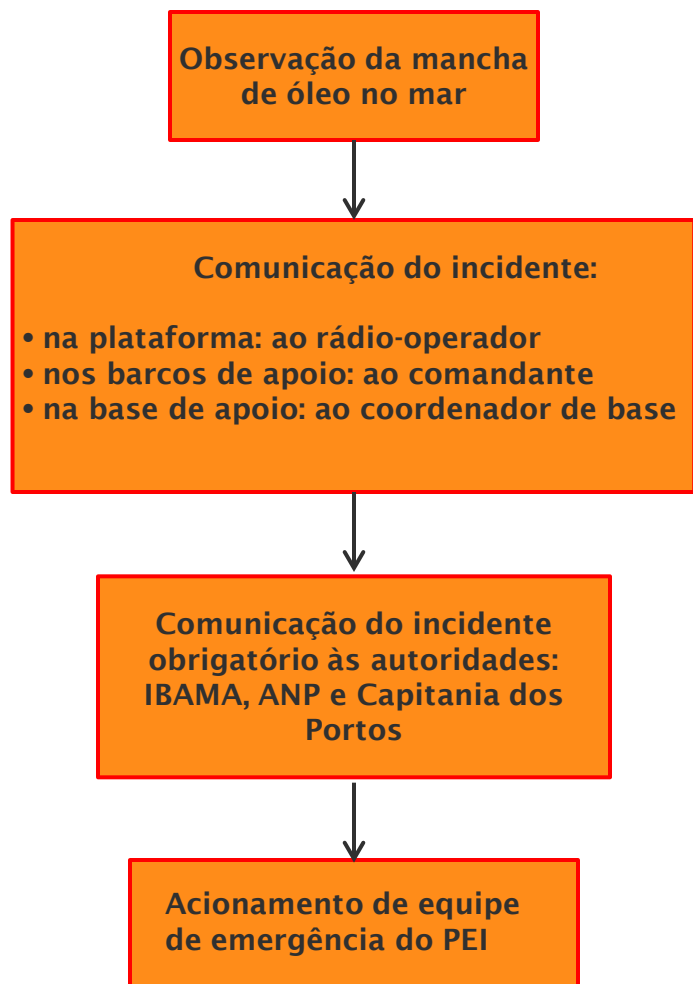 Observação da mancha
de óleo no mar
Comunicação do incidente:
• na plataforma: ao rádio-operador
• nos barcos de apoio: ao comandante
• na base de apoio: ao coordenador de base
Comunicação do incidente
obrigatório às autoridades:
IBAMA, ANP e Capitania dos
Portos
Acionamento de equipe
de emergência do PEI